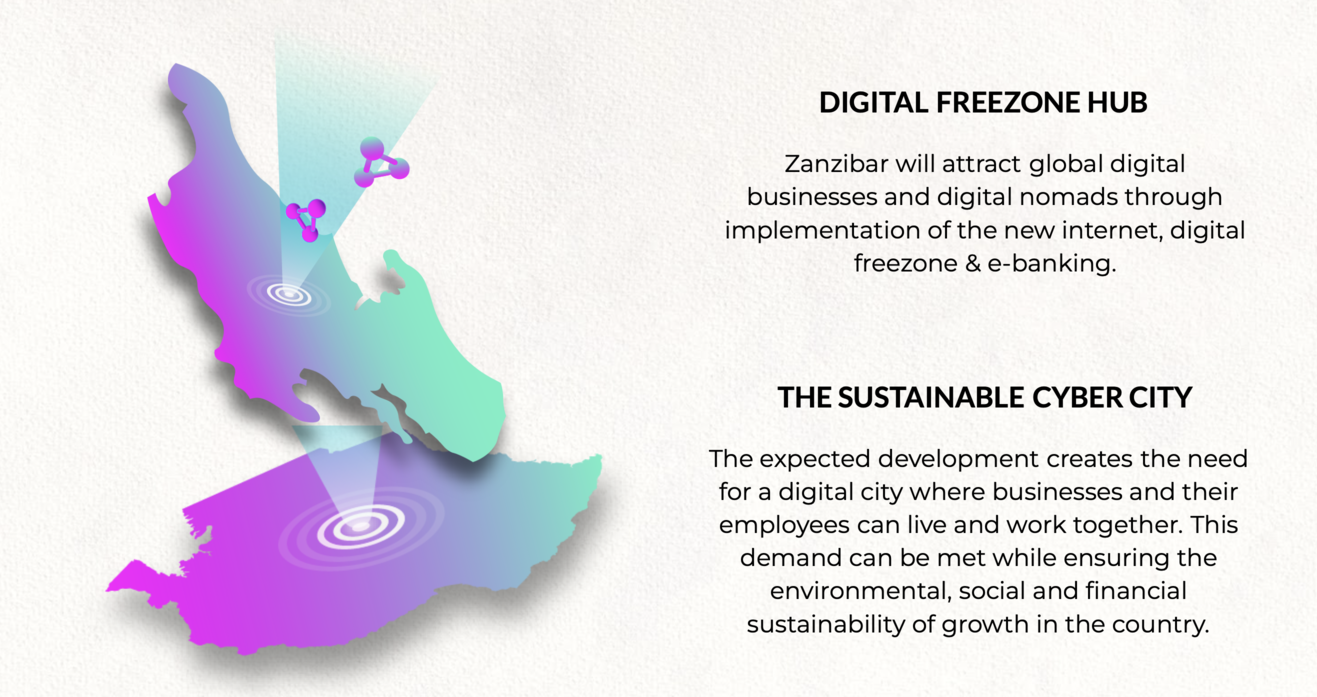 DIGITAL FREEZONE HUB
Zanzibar will attract global digital
businesses and digital nomads through
implementation of the new internet, digital
freezone & e-banking.
THE SUSTAINABLE CYBER CITY
The expected development creates the need
for a digital city where businesses and their
employees can live and work together. This
demand can be met while ensuring the
environmental, social and financial
sustainability of growth in the country.